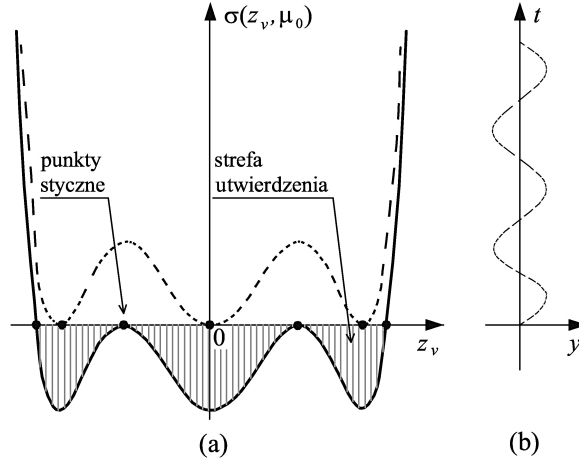 σ(z_v, μ_0)
t
punkty
styczne
strefa
utwierdzenia
0
z_v
y
(a)
(b)